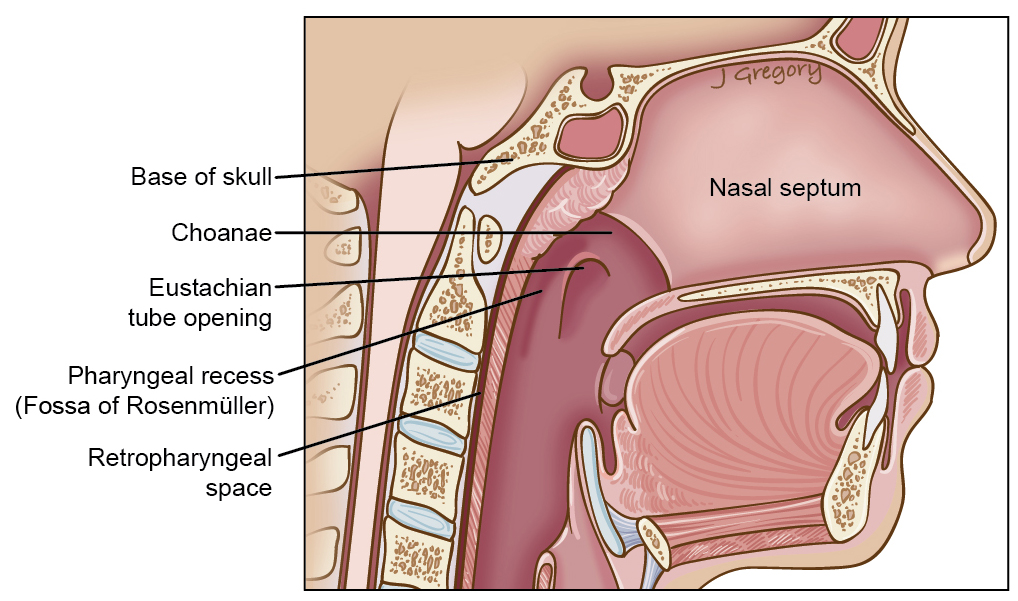 J Gregory
Base of skull
Nasal septum
Choanae
Eustachian
tube opening
Pharyngeal recess
(Fossa of Rosenmüller)
Retropharyngeal
space